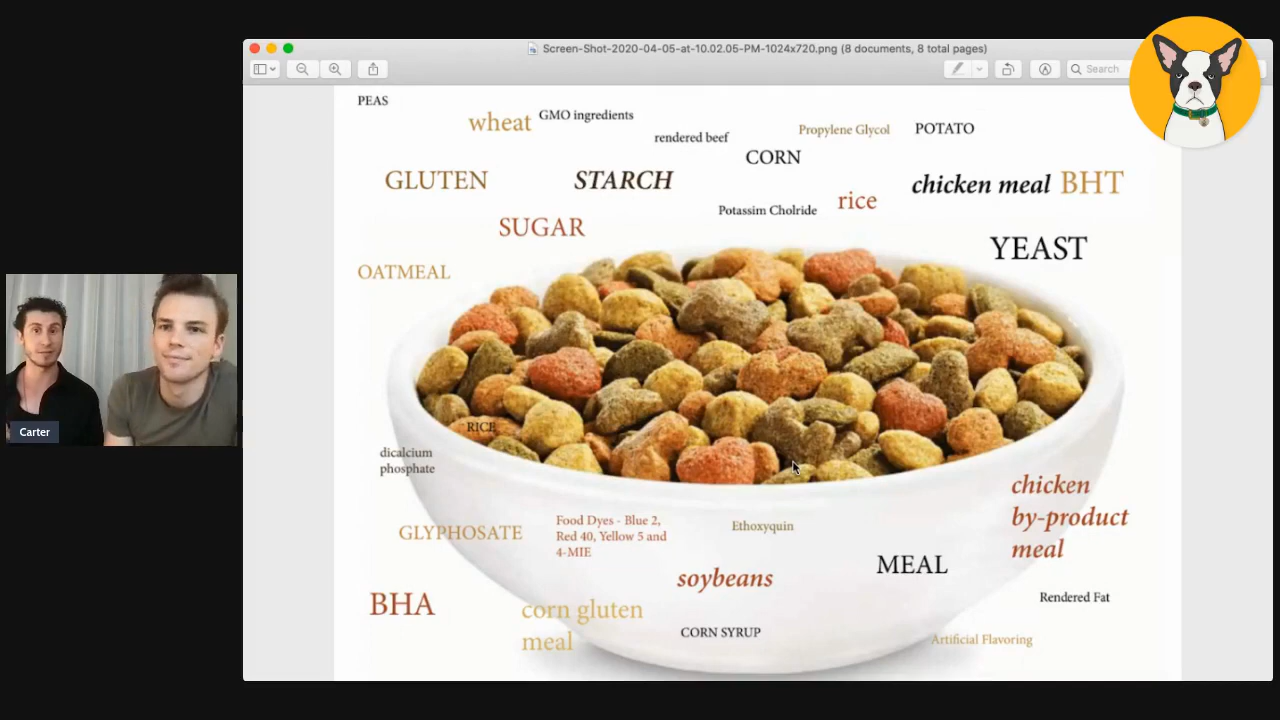 Screen-Shot-2020-04-05-at-10.02.05-PM-1024x720.png (8 documents, 8 total pages)
Search
PEAS
wheat
GMO ingredients
rendered beef
Propylene Glycol
POTATO
CORN
GLUTEN
STARCH
chicken meal
BHT
rice
Potassim Cholride
SUGAR
YEAST
OATMEAL
RICE
Carter
dicalcium
phosphate
chicken
by-product
meal
GLYPHOSATE
Food Dyes - Blue 2,
Red 40, Yellow 5 and
4-MIE
Ethoxyquin
MEAL
soybeans
Rendered Fat
BHA
corn gluten
meal
CORN SYRUP
Artificial Flavoring